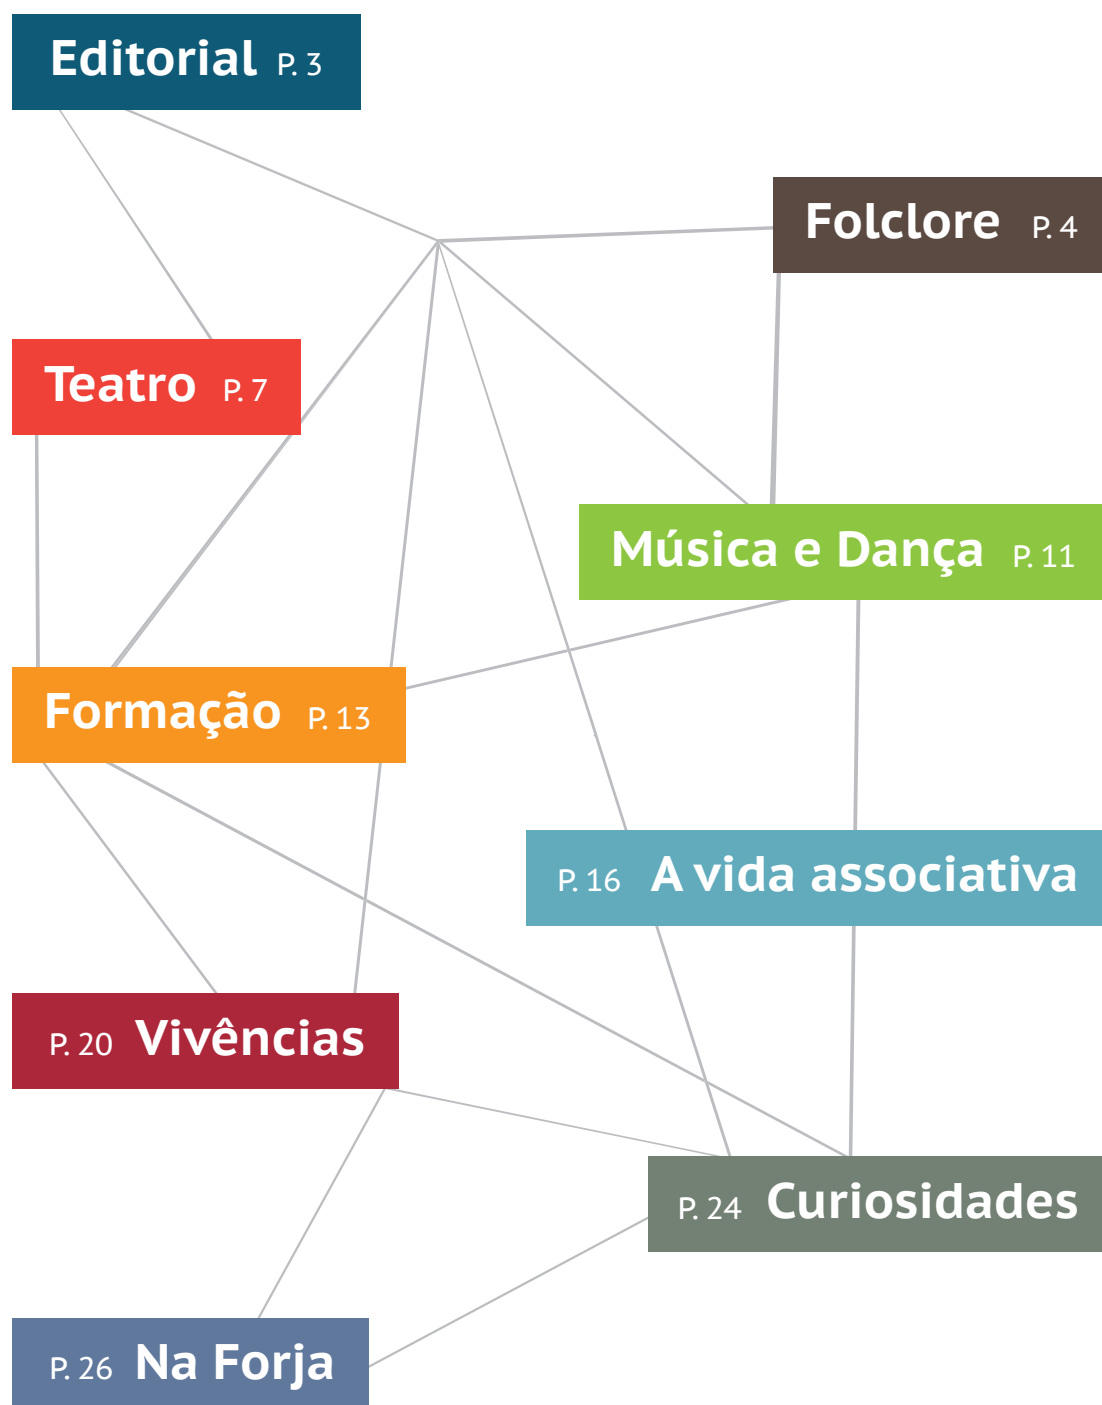 Editorial P. 3
Folclore P. 4
Teatro P. 7
Música e Dança P. 11
Formação P. 13
P. 16 A vida associativa
P. 20 Vivências
P. 24 Curiosidades
P. 26 Na Forja